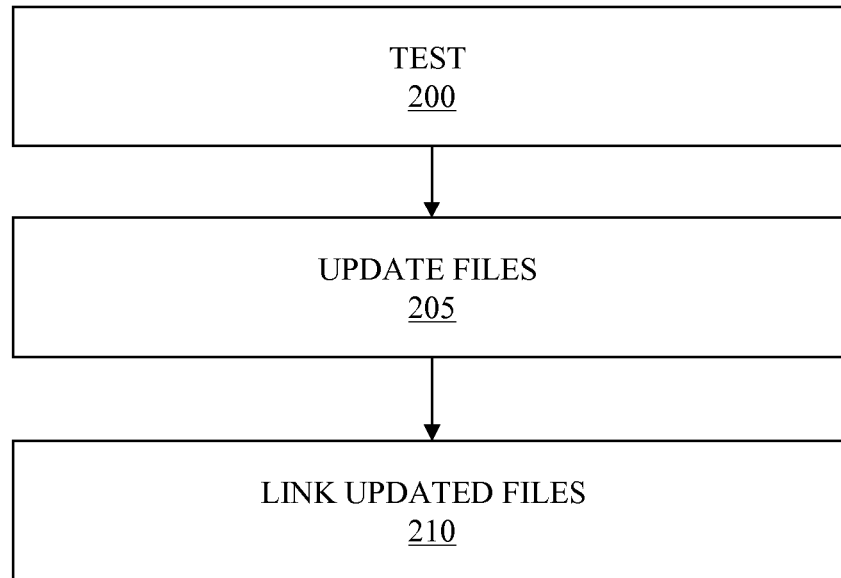 TEST
200
UPDATE FILES
205
LINK UPDATED FILES
210